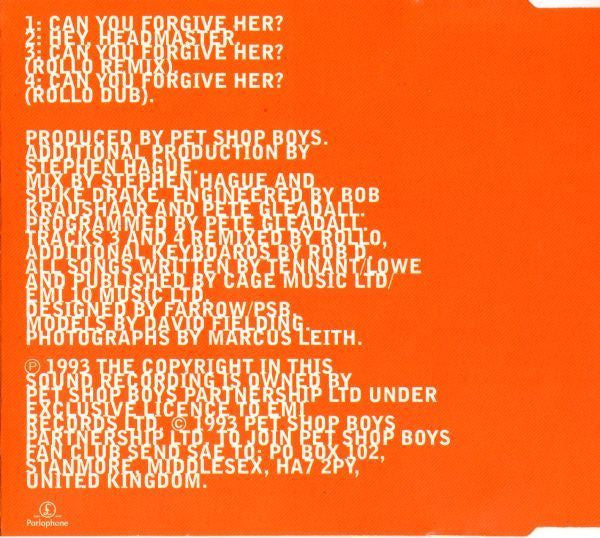 1: CAN YOU FORGIVE HER?
2: HEY, HEADMASTER.
3: CAN YOU FORGIVE HER?
(ROLLO REMIX).
4: CAN YOU FORGIVE HER?
(ROLLO DUB).
PRODUCED BY PET SHOP BOYS.
ADDITIONAL PRODUCTION BY
STEPHEN HAGUE.
MIX BY STEPHEN HAGUE AND
SPIKE DRAKE. ENGINEERED BY BOB
KRAUSHAAR AND PETE GLEADALL.
PROGRAMMED BY PETE GLEADALL.
TRACKS 3 AND 4 REMIXED BY ROLLO,
ADDITIONAL KEYBOARDS BY ROB D.
ALL SONGS WRITTEN BY TENNANT/LOWE
AND PUBLISHED BY CAGE MUSIC LTD/
EMI 10 MUSIC LTD.
DESIGNED BY FARROW/PSB.
MODELS BY DAVID FIELDING.
PHOTOGRAPHS BY MARCUS LEITH.
℗ 1993 THE COPYRIGHT IN THIS
SOUND RECORDING IS OWNED BY
PET SHOP BOYS PARTNERSHIP LTD UNDER
EXCLUSIVE LICENCE TO EMI
RECORDS LTD. © 1993 PET SHOP BOYS
PARTNERSHIP LTD. TO JOIN PET SHOP BOYS
FAN CLUB SEND SAE TO: PO BOX 102,
STANMORE, MIDDLESEX, HA7 2PY,
UNITED KINGDOM.
£
Parlophone